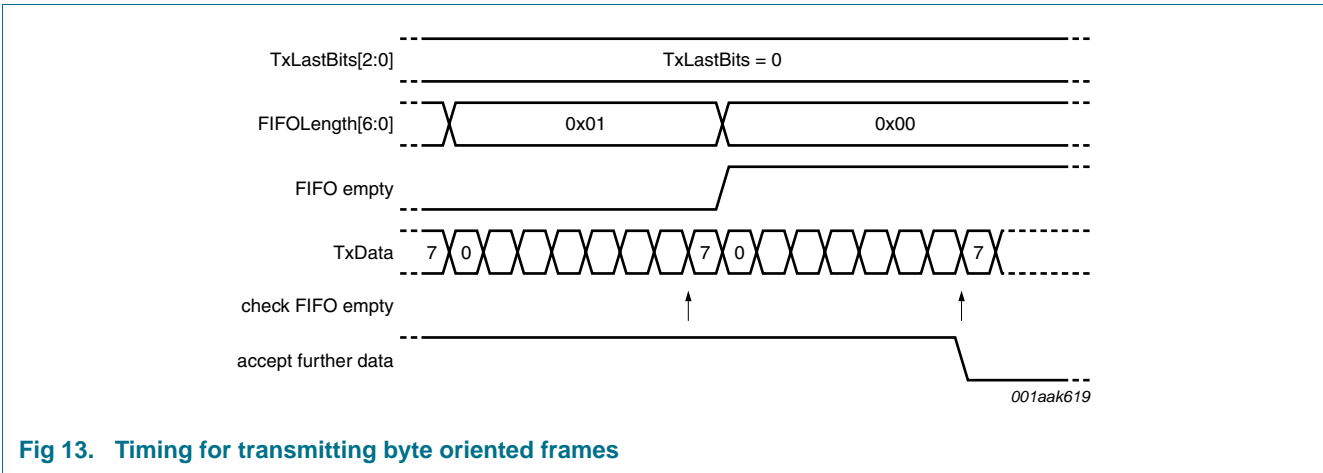 TxLastBits[2:0] TxLastBits = 0
FIFOLength[6:0] 0x01 0x00
FIFO empty
TxData 7 0 7 0 7
check FIFO empty
accept further data
001aak619
Fig 13. Timing for transmitting byte oriented frames